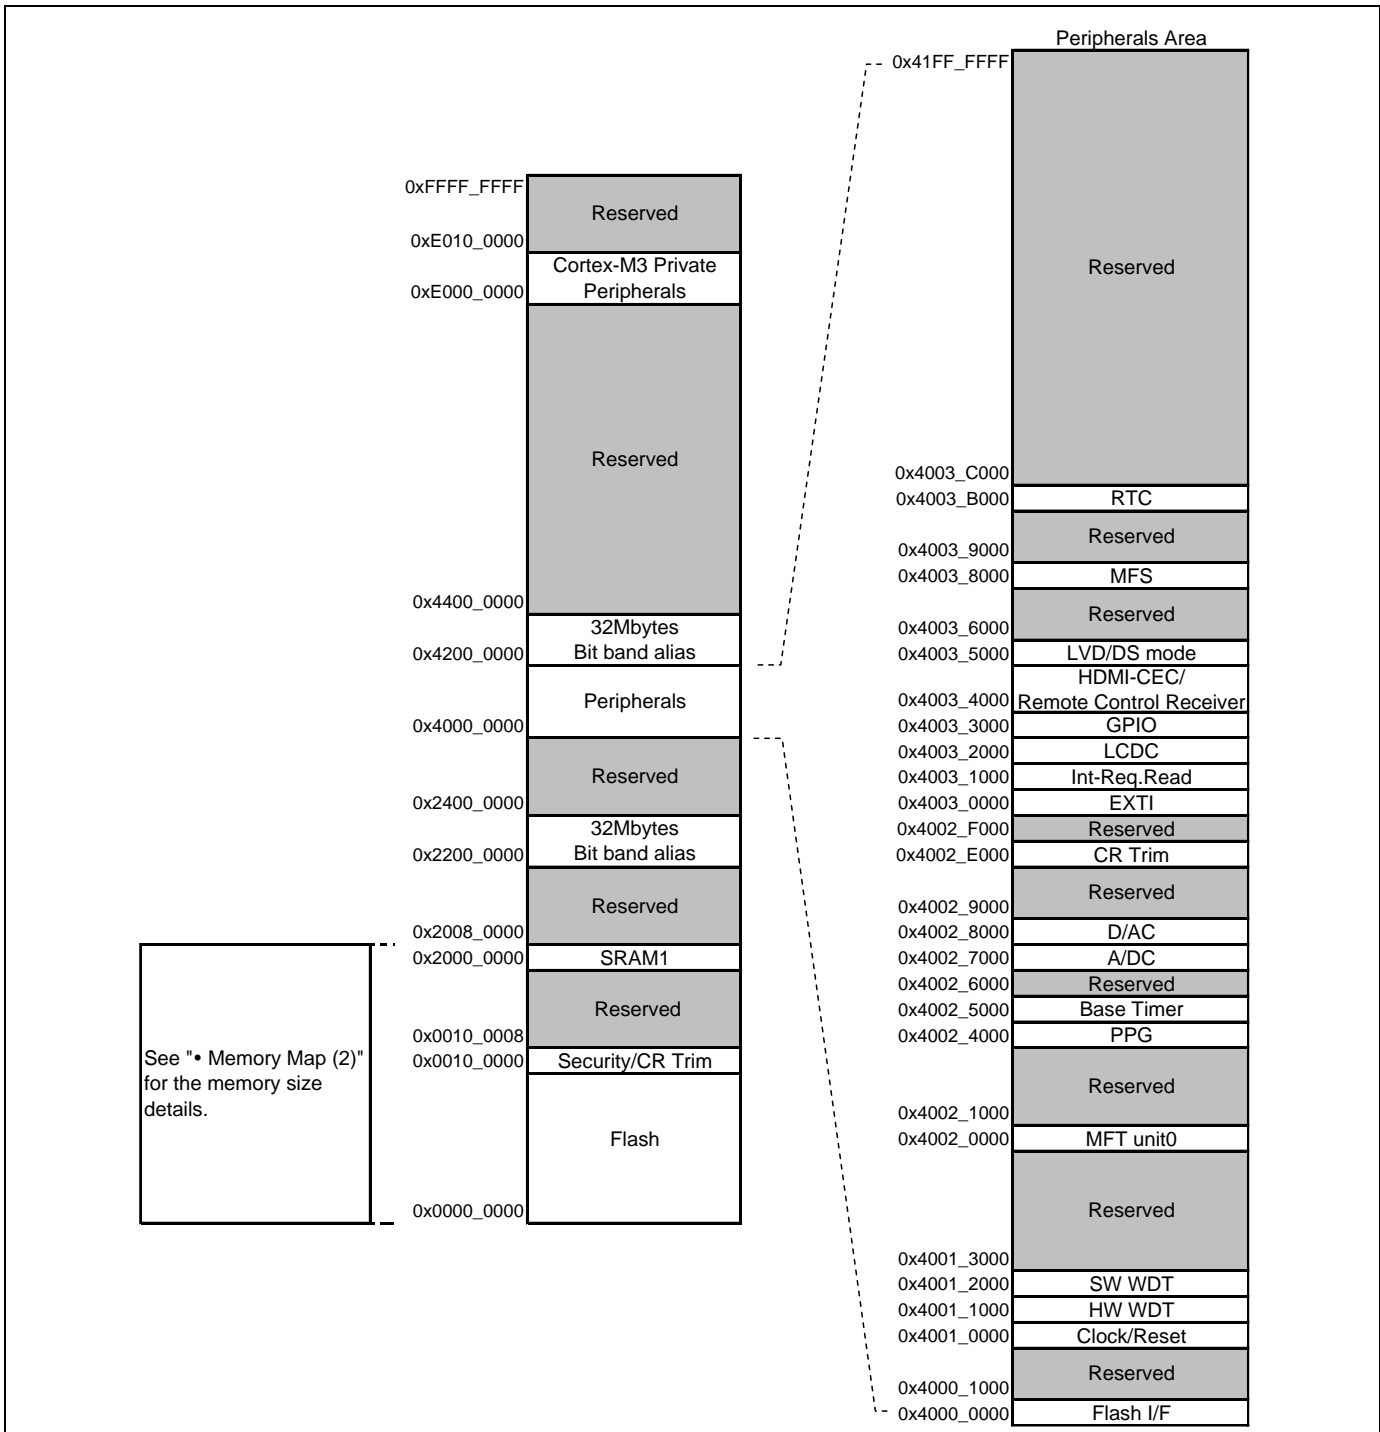 Peripherals Area
0x41FF_FFFF
Reserved
0x4003_C000
0x4003_B000 RTC
Reserved
0x4003_9000
0x4003_8000 MFS
Reserved
0x4003_6000
0x4003_5000 LVD/DS mode
HDMI-CEC/
0x4003_4000 Remote Control Receiver
0x4003_3000 GPIO
0x4003_2000 LCDC
0x4003_1000 Int-Req.Read
0x4003_0000 EXTI
0x4002_F000 Reserved
0x4002_E000 CR Trim
Reserved
0x4002_9000
0x4002_8000 D/AC
0x4002_7000 A/DC
0x4002_6000 Reserved
0x4002_5000 Base Timer
0x4002_4000 PPG
Reserved
0x4002_1000
0x4002_0000 MFT unit0
Reserved
0x4001_3000
0x4001_2000 SW WDT
0x4001_1000 HW WDT
0x4001_0000 Clock/Reset
Reserved
0x4000_1000
0x4000_0000 Flash I/F
0xFFFF_FFFF
Reserved
0xE010_0000
Cortex-M3 Private
0xE000_0000 Peripherals
Reserved
0x4400_0000
32Mbytes
0x4200_0000 Bit band alias
Peripherals
0x4000_0000
Reserved
0x2400_0000
32Mbytes
0x2200_0000 Bit band alias
Reserved
0x2008_0000
0x2000_0000 SRAM1
Reserved
0x0010_0008
0x0010_0000 Security/CR Trim
Flash
0x0000_0000
See "• Memory Map (2)"
for the memory size
details.